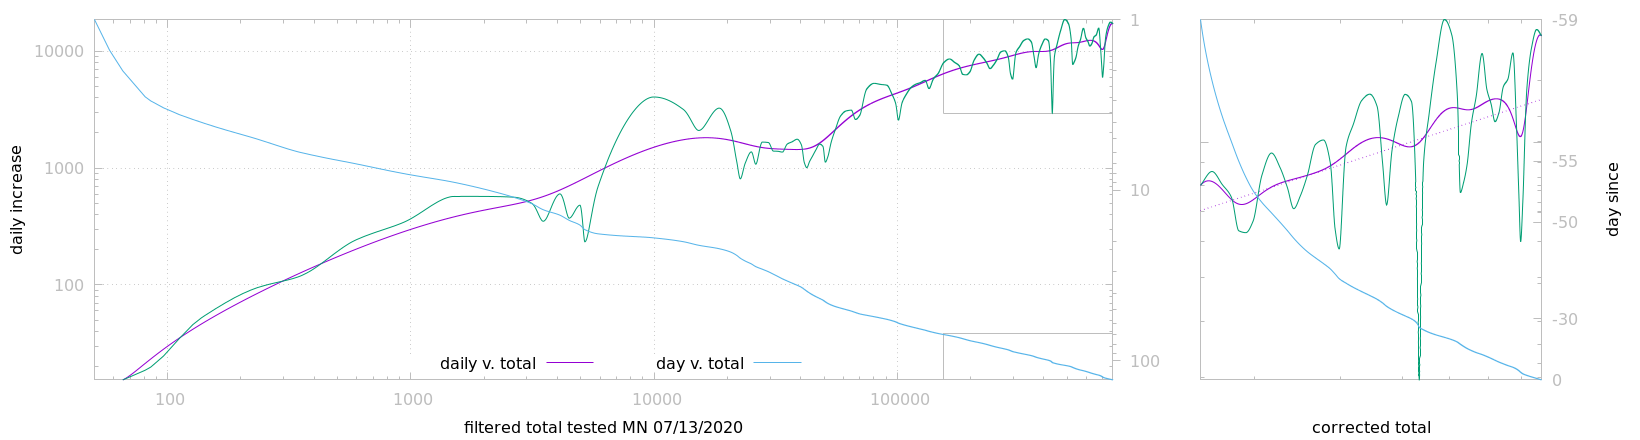 10000
1000
100
daily increase
daily v. total
day v. total
100
1000
10000
100000
filtered total tested MN 07/13/2020
1
10
100
-59
-55
-50
-30
0
day since
corrected total